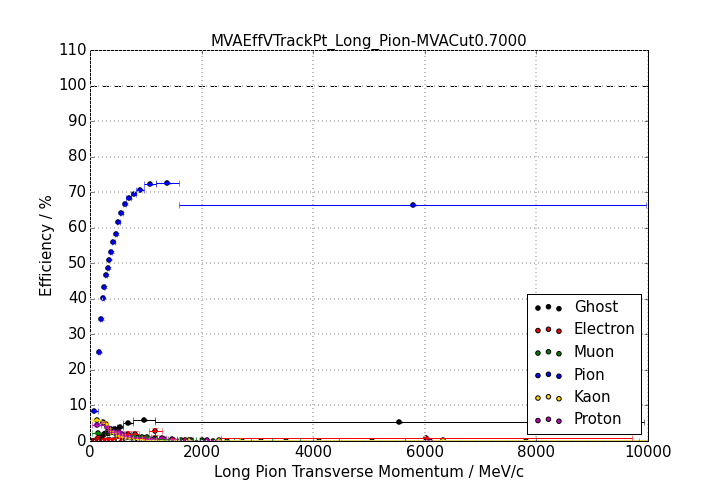 MVAEffVTrackPt_Long_Pion-MVACut0.7000
110
100
90
80
70
60
50
40
30
20
10
0
Efficiency / %
Ghost
Electron
Muon
Pion
Kaon
Proton
0 2000 4000 6000 8000 10000
Long Pion Transverse Momentum / MeV/c